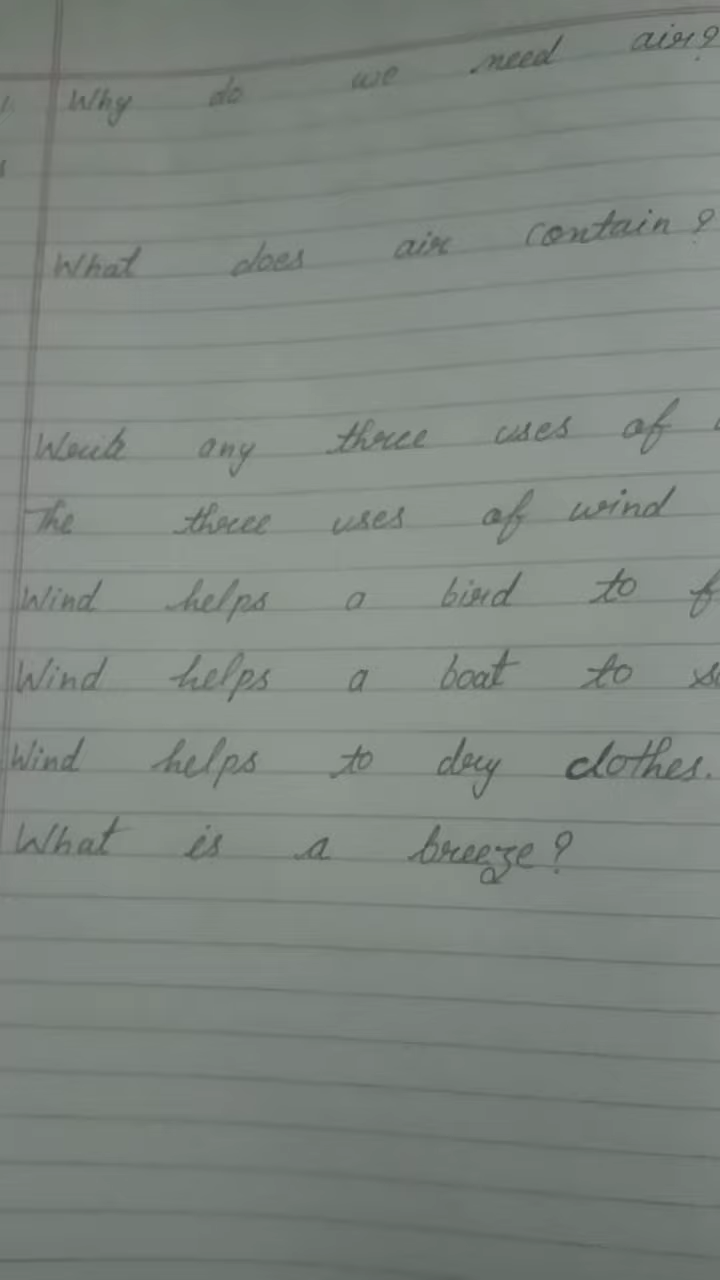 Why do we need air?
What does air contain?
Write any three uses of
The three uses of wind
Wind helps a bird to
Wind helps a boat to
Wind helps to dry clothes.
What is a breeze?